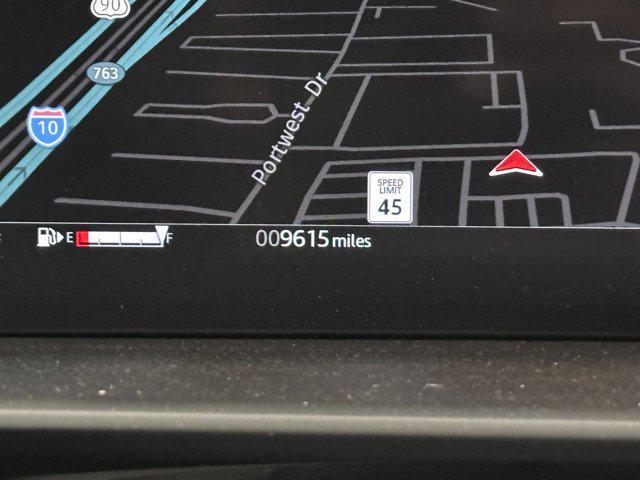 90
763
10
Portwest Dr
SPEED
LIMIT
45
E F
009615 miles